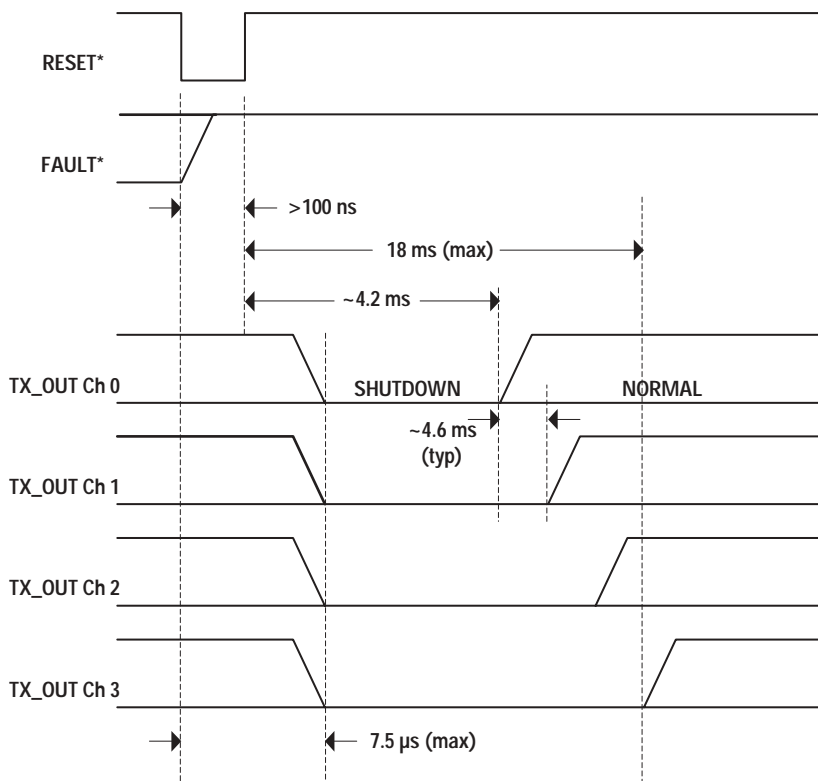 RESET*
FAULT*
>100 ns
18 ms (max)
~4.2 ms
TX_OUT Ch 0
SHUTDOWN
NORMAL
~4.6 ms
(typ)
TX_OUT Ch 1
TX_OUT Ch 2
TX_OUT Ch 3
7.5 µs (max)